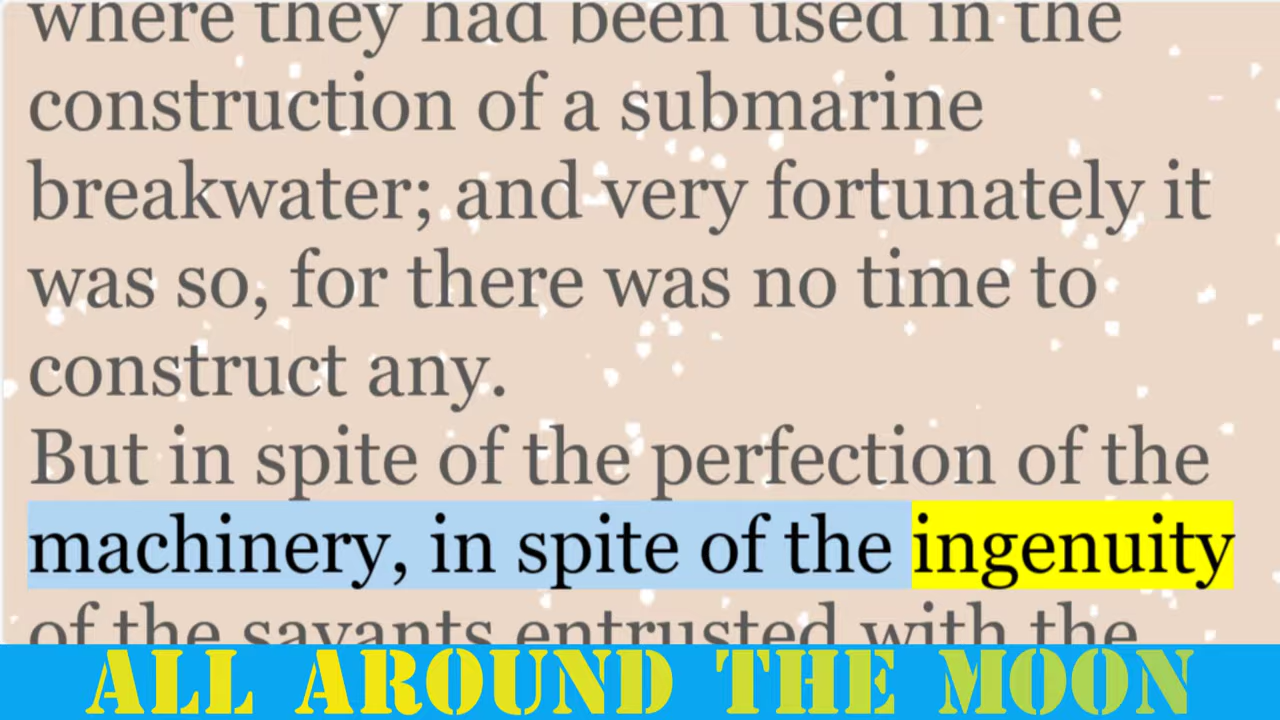 where they had been used in the
construction of a submarine
breakwater; and very fortunately it
was so, for there was no time to
construct any.
But in spite of the perfection of the
machinery, in spite of the ingenuity
of the savants entrusted with the
ALL AROUND THE MOON